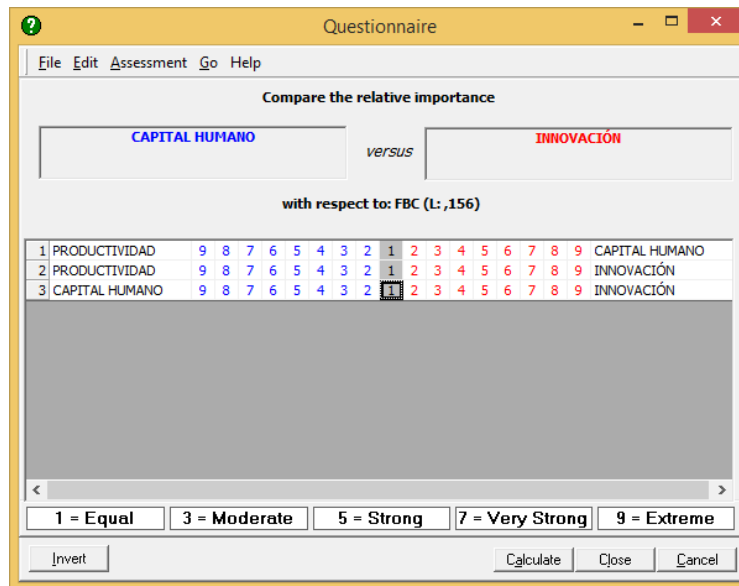 Questionnaire
File Edit Assessment Go Help
Compare the relative importance
CAPITAL HUMANO versus INNOVACIÓN
with respect to: FBC (L: ,156)
1 PRODUCTIVIDAD 9 8 7 6 5 4 3 2 1 2 3 4 5 6 7 8 9 CAPITAL HUMANO
2 PRODUCTIVIDAD 9 8 7 6 5 4 3 2 1 2 3 4 5 6 7 8 9 INNOVACIÓN
3 CAPITAL HUMANO 9 8 7 6 5 4 3 2 1 2 3 4 5 6 7 8 9 INNOVACIÓN
1 = Equal 3 = Moderate 5 = Strong 7 = Very Strong 9 = Extreme
Invert Calculate Close Cancel